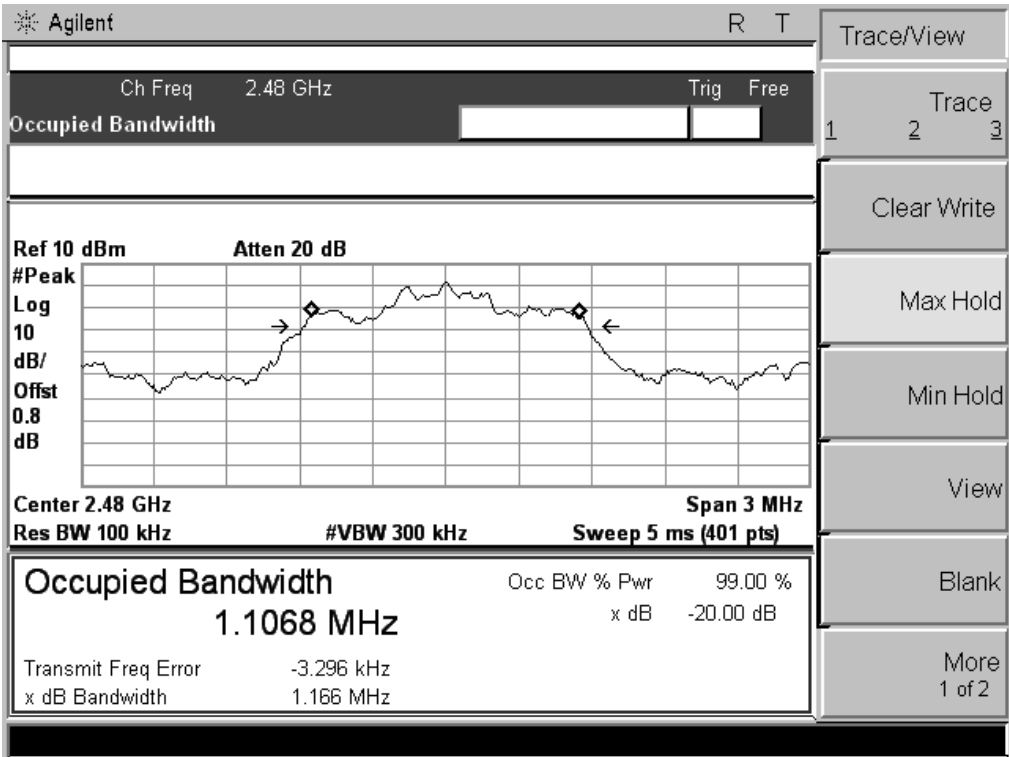 Agilent R T
Trace/View
Ch Freq 2.48 GHz Trig Free
Occupied Bandwidth
Trace
1 2 3
Clear Write
Max Hold
Min Hold
View
Blank
More
1 of 2
Ref 10 dBm Atten 20 dB
#Peak
Log
10
dB/
Offst
0.8
dB
Center 2.48 GHz Span 3 MHz
Res BW 100 kHz #VBW 300 kHz Sweep 5 ms (401 pts)
Occupied Bandwidth Occ BW % Pwr 99.00 %
1.1068 MHz x dB -20.00 dB
Transmit Freq Error -3.296 kHz
x dB Bandwidth 1.166 MHz